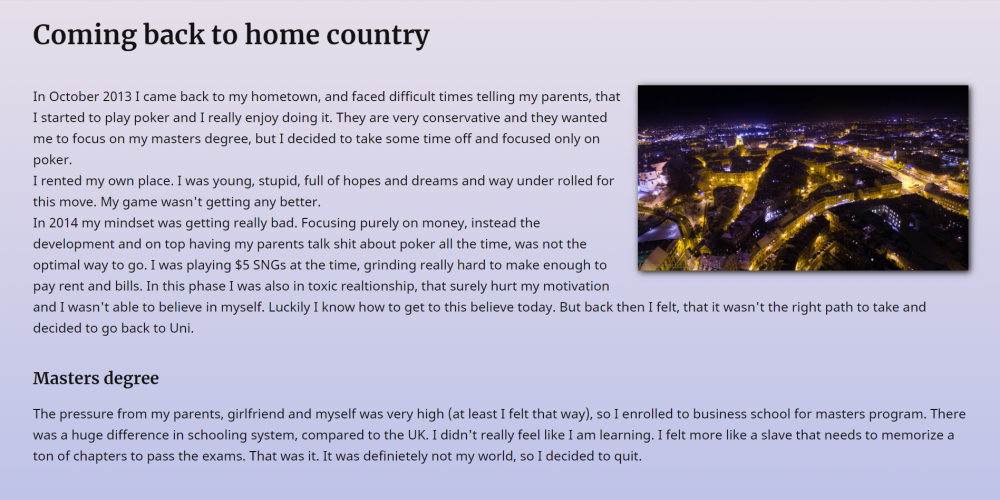 Coming back to home country
In October 2013 I came back to my hometown, and faced difficult times telling my parents, that
I started to play poker and I really enjoy doing it. They are very conservative and they wanted
me to focus on my masters degree, but I decided to take some time off and focused only on
poker.
I rented my own place. I was young, stupid, full of hopes and dreams and way under rolled for
this move. My game wasn't getting any better.
In 2014 my mindset was getting really bad. Focusing purely on money, instead the
development and on top having my parents talk shit about poker all the time, was not the
optimal way to go. I was playing $5 SNGs at the time, grinding really hard to make enough to
pay rent and bills. In this phase I was also in toxic realtionship, that surely hurt my motivation
and I wasn't able to believe in myself. Luckily I know how to get to this believe today. But back then I felt, that it wasn't the right path to take and
decided to go back to Uni.
Masters degree
The pressure from my parents, girlfriend and myself was very high (at least I felt that way), so I enrolled to business school for masters program. There
was a huge difference in schooling system, compared to the UK. I didn't really feel like I am learning. I felt more like a slave that needs to memorize a
ton of chapters to pass the exams. That was it. It was definietely not my world, so I decided to quit.